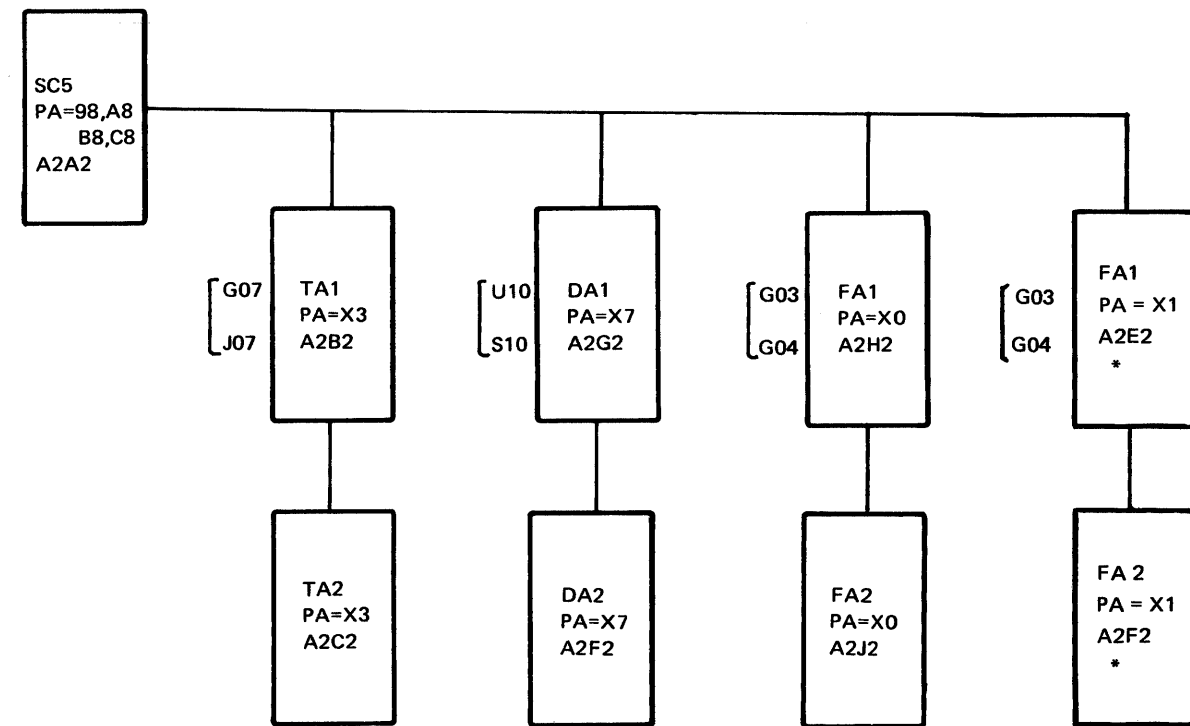 SC5
PA=98,A8
B8,C8
A2A2
G07
J07
TA1
PA=X3
A2B2
U10
S10
DA1
PA=X7
A2G2
G03
G04
FA1
PA=X0
A2H2
G03
G04
FA1
PA = X1
A2E2
*
TA2
PA=X3
A2C2
DA2
PA=X7
A2F2
FA2
PA=X0
A2J2
FA 2
PA = X1
A2F2
*